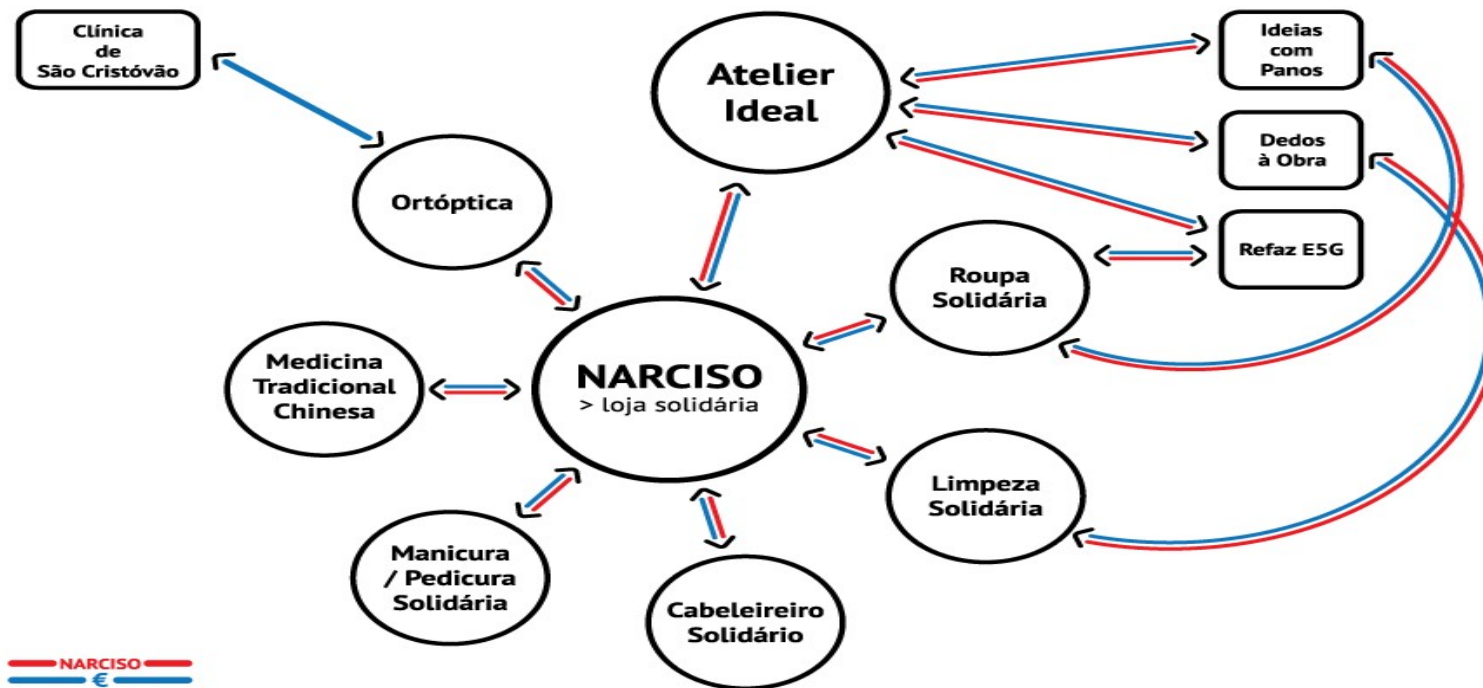 Clínica
de
São Cristóvão
Atelier
Ideal
Ideias
com
Panos
Dedos
à Obra
Refaz E5G
Ortóptica
Roupa
Solidária
Medicina
Tradicional
Chinesa
NARCISO
> loja solidária
Limpeza
Solidária
Manicura
/ Pedicura
Solidária
Cabeleireiro
Solidário
NARCISO
€